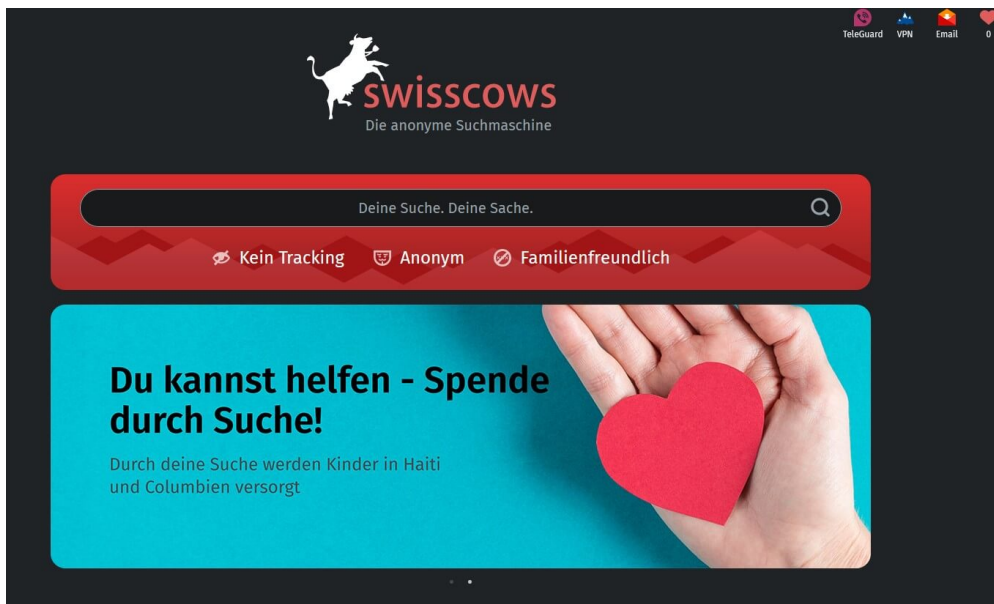 TeleGuard VPN Email 0
swisscows
Die anonyme Suchmaschine
Deine Suche. Deine Sache.
Kein Tracking Anonym Familienfreundlich
Du kannst helfen - Spende
durch Suche!
Durch deine Suche werden Kinder in Haiti
und Columbien versorgt